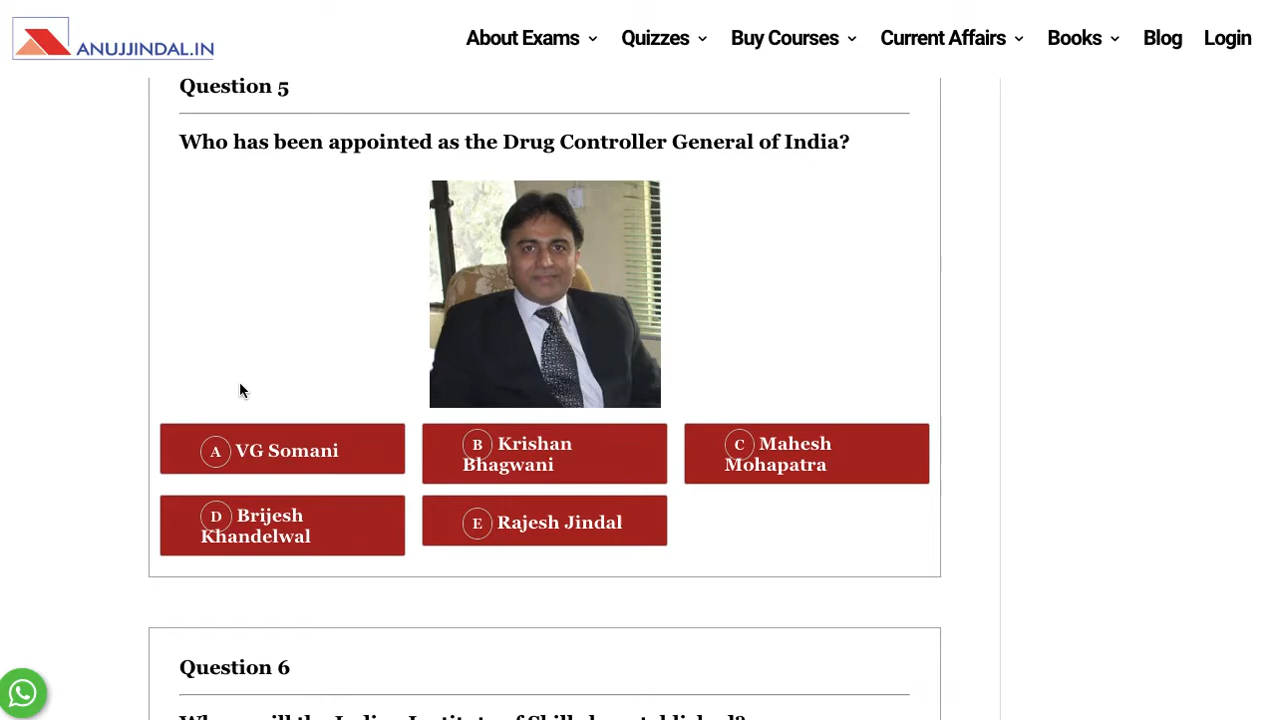 ANUJJINDAL.IN
About Exams Quizzes Buy Courses Current Affairs Books Blog Login
Question 5
Who has been appointed as the Drug Controller General of India?
A VG Somani
B Krishan
Bhagwani
C Mahesh
Mohapatra
D Brijesh
Khandelwal
E Rajesh Jindal
Question 6